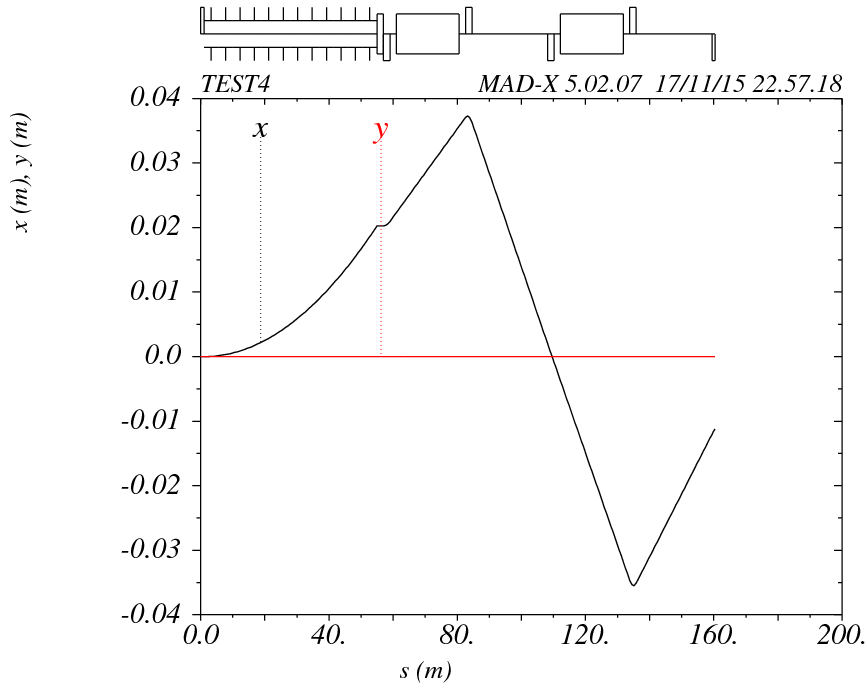 TEST4 MAD-X 5.02.07 17/11/15 22.57.18
x (m), y (m)
x y
0.04
0.03
0.02
0.01
0.0
-0.01
-0.02
-0.03
-0.04
0.0 40. 80. 120. 160. 200.
s (m)